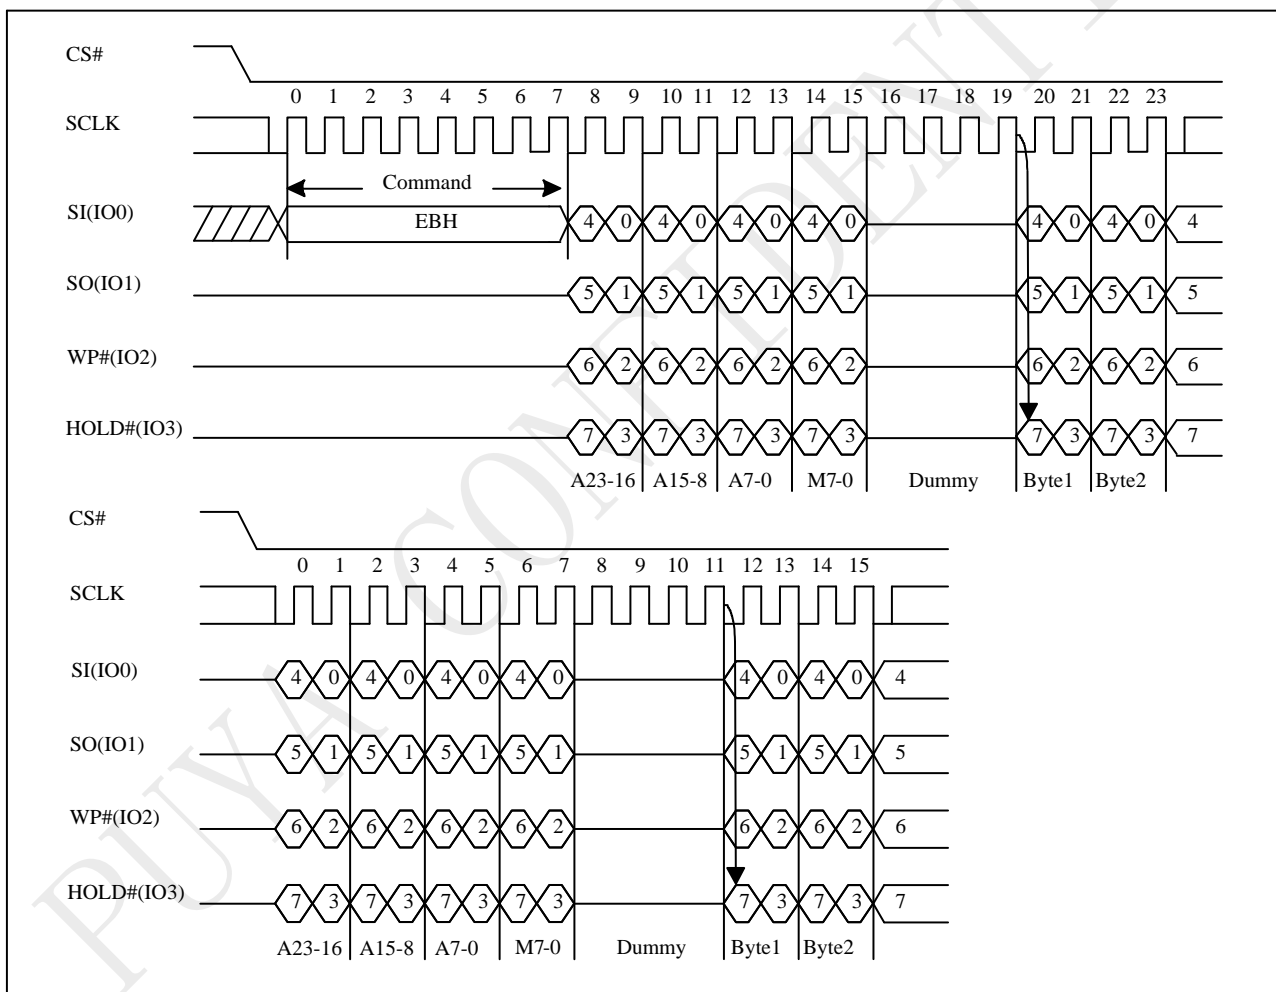 CS#
0 1 2 3 4 5 6 7 8 9 10 11 12 13 14 15 16 17 18 19 20 21 22 23
SCLK
Command
SI(IO0) EBH 4 0 4 0 4 0 4 0 4 0 4 0 4
SO(IO1) 5 1 5 1 5 1 5 1 5 1 5 1 5
WP#(IO2) 6 2 6 2 6 2 6 2 6 2 6 2 6
HOLD#(IO3) 7 3 7 3 7 3 7 3 7 3 7 3 7
A23-16 A15-8 A7-0 M7-0 Dummy Byte1 Byte2
CS#
0 1 2 3 4 5 6 7 8 9 10 11 12 13 14 15
SCLK
SI(IO0) 4 0 4 0 4 0 4 0 4 0 4 0 4
SO(IO1) 5 1 5 1 5 1 5 1 5 1 5 1 5
WP#(IO2) 6 2 6 2 6 2 6 2 6 2 6 2 6
HOLD#(IO3) 7 3 7 3 7 3 7 3 7 3 7 3 7
A23-16 A15-8 A7-0 M7-0 Dummy Byte1 Byte2
PUYA CONFIDENT